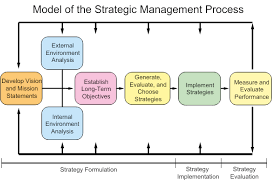 Model of the Strategic Management Process
External
Environment
Analysis
Develop Vision
and Mission
Statements
Establish
Long-Term
Objectives
Generate,
Evaluate, and
Choose
Strategies
Implement
Strategies
Measure and
Evaluate
Performance
Internal
Environment
Analysis
Strategy Formulation
Strategy
Implementation
Strategy
Evaluation